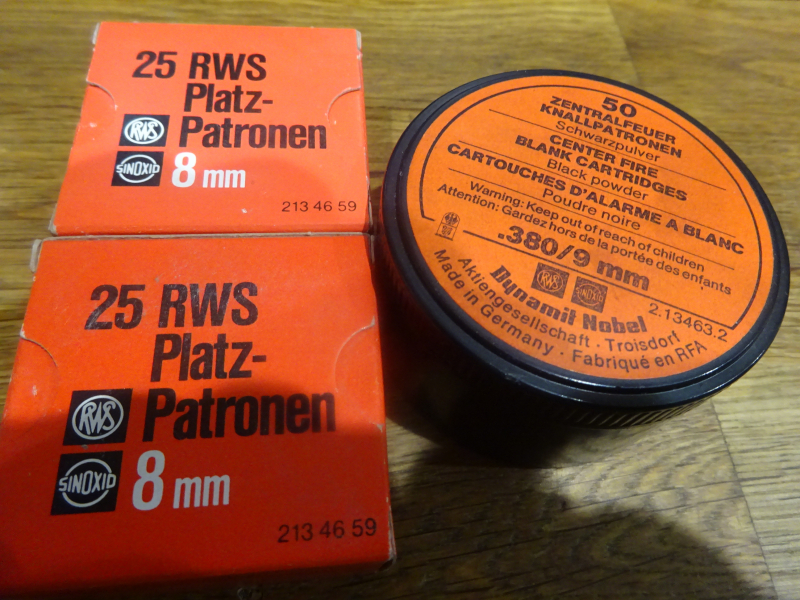 25 RWS
Platz-
RWS Patronen
SINOXID 8 mm
213 46 59
25 RWS
Platz-
RWS Patronen
SINOXID 8 mm
213 46 59
50
ZENTRALFEUER
KNALLPATRONEN
Schwarzpulver
CENTER FIRE
BLANK CARTRIDGES
Black powder
CARTOUCHES D'ALARME A BLANC
Poudre noire
Warning: Keep out of reach of children
Attention: Gardez hors de la portée des enfants
.380/9 mm
RWS SINOXID
2.13463.2
Dynamit Nobel
Aktiengesellschaft · Troisdorf
Made in Germany · Fabriqué en RFA